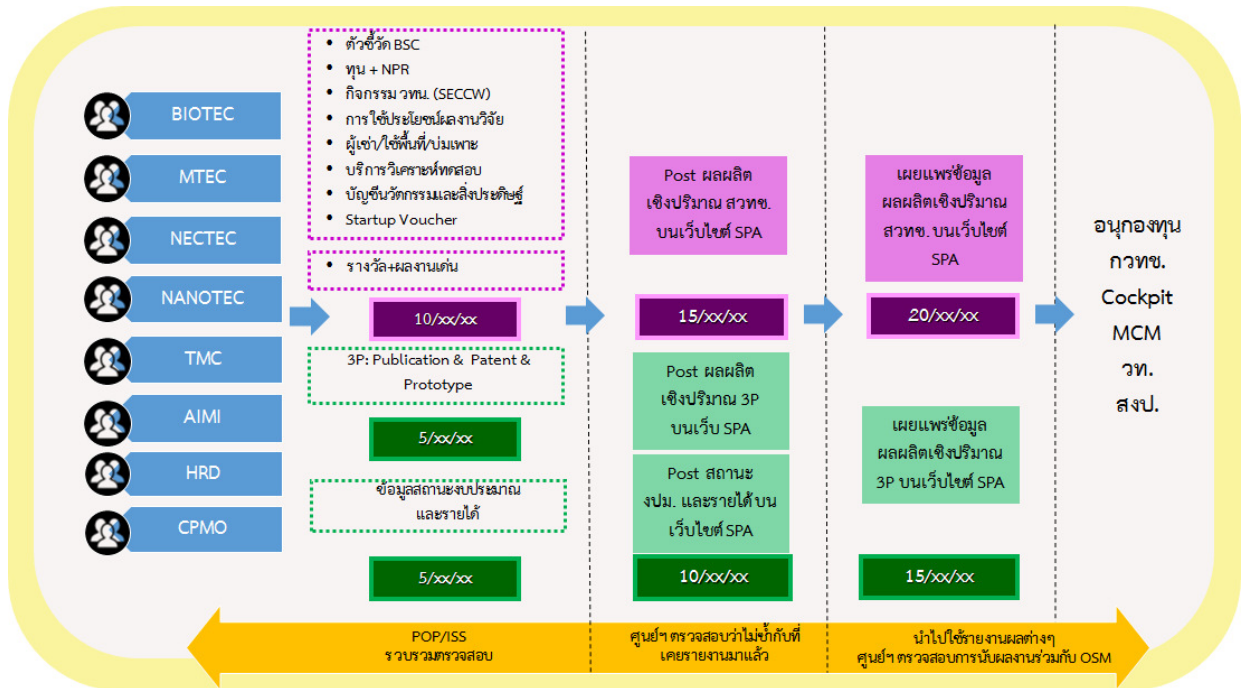 BIOTEC
MTEC
NECTEC
NANOTEC
TMC
AIMI
HRD
CPMO
• ตัวชี้วัด BSC
• ทุน + NPR
• กิจกรรม วทน. (SECCW)
• การใช้ประโยชน์ผลงานวิจัย
• ผู้เช่า/ใช้พื้นที่/บ่มเพาะ
• บริการวิเคราะห์ทดสอบ
• บัญชีนวัตกรรมและสิ่งประดิษฐ์
• Startup Voucher
• รางวัล+ผลงานเด่น
10/xx/xx
3P: Publication & Patent &
Prototype
5/xx/xx
ข้อมูลสถานะงบประมาณ
และรายได้
5/xx/xx
Post ผลผลิต
เชิงปริมาณ สวทช.
บนเว็บไซต์ SPA
15/xx/xx
Post ผลผลิต
เชิงปริมาณ 3P
บนเว็บ SPA
Post สถานะ
งปม. และรายได้ บน
เว็บไซต์ SPA
10/xx/xx
เผยแพร่ข้อมูล
ผลผลิตเชิงปริมาณ
สวทช. บนเว็บไซต์
SPA
20/xx/xx
เผยแพร่ข้อมูล
ผลผลิตเชิงปริมาณ
3P บนเว็บไซต์ SPA
15/xx/xx
อนุกองทุน
กวทช.
Cockpit
MCM
วท.
สงป.
POP/ISS
รวบรวมตรวจสอบ
ศูนย์ฯ ตรวจสอบว่าไม่ซ้ำกับที่
เคยรายงานมาแล้ว
นำไปใช้รายงานผลต่างๆ
ศูนย์ฯ ตรวจสอบการนับผลงานร่วมกับ OSM